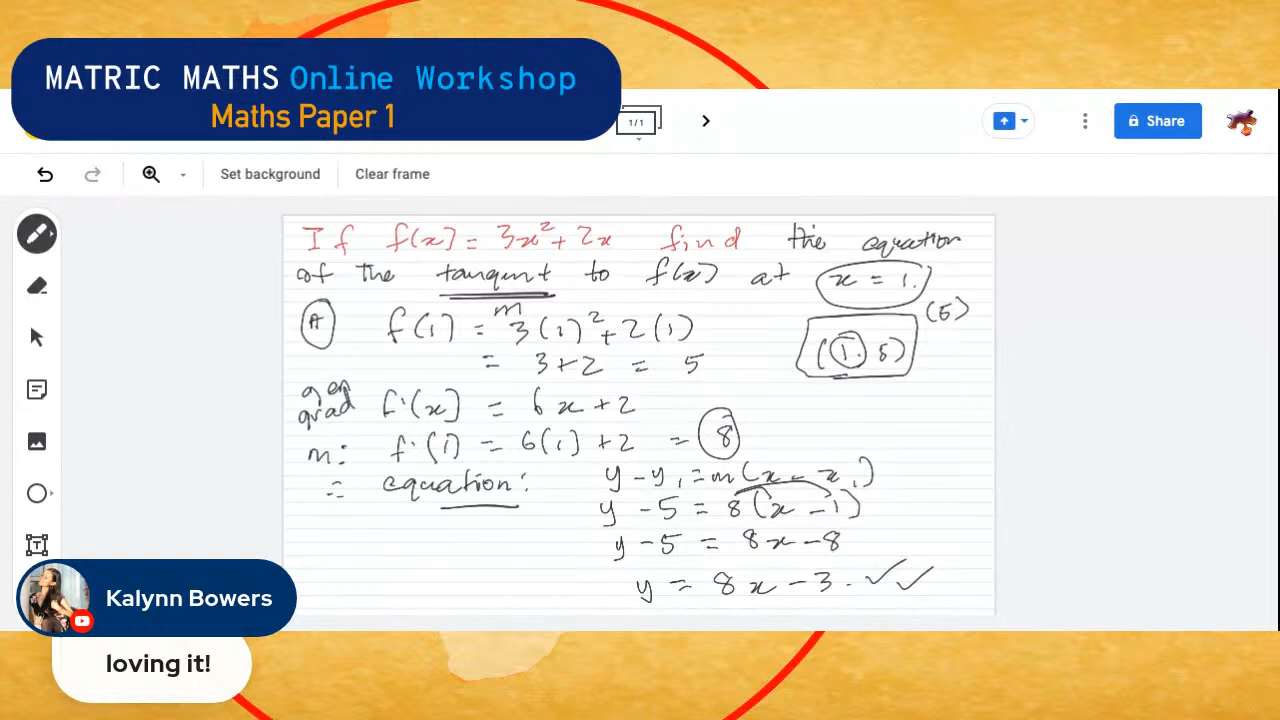 MATRIC MATHS Online Workshop
Maths Paper 1
1/1
Share
Set background
Clear frame
If f(x) = 3x² + 2x find the equation
of the tangent to f(x) at x = 1.
(5)
A f(1) = 3(1)² + 2(1)
m
(1. 5)
= 3+2 = 5
gen
grad f'(x) = 6x+2
m: f'(1) = 6(1)+2 = 8
= equation: y - y₁ = m(x - x₁)
y - 5 = 8(x - 1)
y - 5 = 8x - 8
y = 8x - 3. ✓✓
T
Kalynn Bowers
loving it!